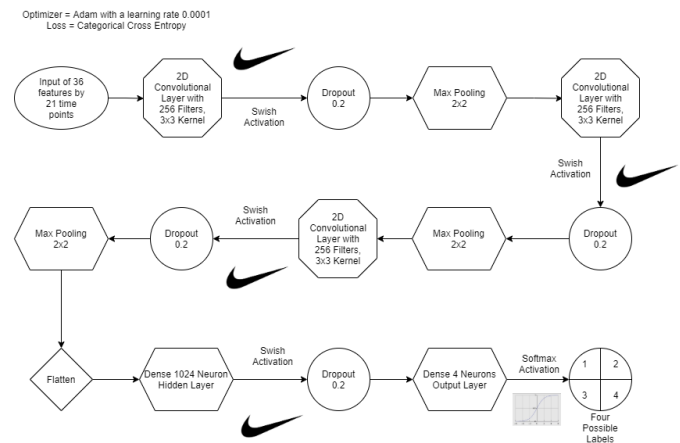 Optimizer = Adam with a learning rate 0.0001
Loss = Categorical Cross Entropy
Input of 36
features by
21 time
points
2D
Convolutional
Layer with
256 Filters,
3x3 Kernel
Swish
Activation
Dropout
0.2
Max Pooling
2x2
2D
Convolutional
Layer with
256 Filters,
3x3 Kernel
Swish
Activation
Dropout
0.2
Max Pooling
2x2
2D
Convolutional
Layer with
256 Filters,
3x3 Kernel
Swish
Activation
Dropout
0.2
Max Pooling
2x2
Flatten
Dense 1024 Neuron
Hidden Layer
Swish
Activation
Dropout
0.2
Dense 4 Neurons
Output Layer
Softmax
Activation
1 2
3 4
Four
Possible
Labels